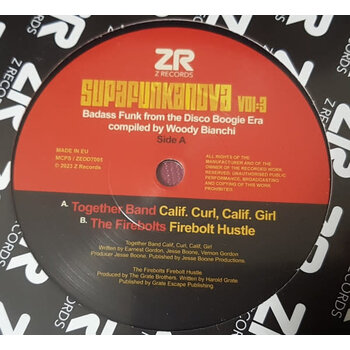 ZR
Z RECORDS
SUPAFUNKANOVA VOL:3
Badass Funk from the Disco Boogie Era
compiled by Woody Bianchi
Side A
MADE IN EU
MCPS / ZEDD7005
© 2023 Z Records
ALL RIGHTS OF THE
MANUFACTURER AND OF THE
OWNER OF THE RECORDED WORK
RESERVED. UNAUTHORISED PUBLIC
PERFORMANCE, BROADCASTING
AND COPYING OF THIS WORK
PROHIBITED.
A. Together Band Calif. Curl, Calif. Girl
B. The Firebolts Firebolt Hustle
Together Band Calif. Curl, Calif. Girl
Written by Earnest Gordon, Jesse Boone, Vernon Gordon
Producer Jesse Boone. Published by Jesse Boone Productions.
The Firebolts Firebolt Hustle
Produced by The Grate Brothers. Written by Harold Grate
Published by Grate Escape Publishing
ZR
Z RECORDS
ZR
RECORDS